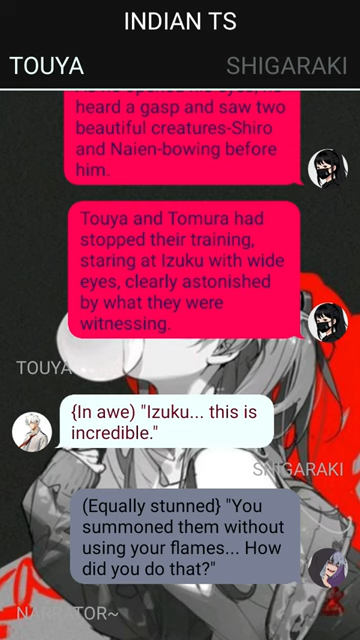 INDIAN TS
TOUYA
SHIGARAKI
heard a gasp and saw two
beautiful creatures-Shiro
and Naien-bowing before
him.
Touya and Tomura had
stopped their training,
staring at Izuku with wide
eyes, clearly astonished
by what they were
witnessing.
TOUYA
{In awe) "Izuku... this is
incredible."
SHIGARAKI
(Equally stunned} "You
summoned them without
using your flames... How
did you do that?"
NARRATOR~